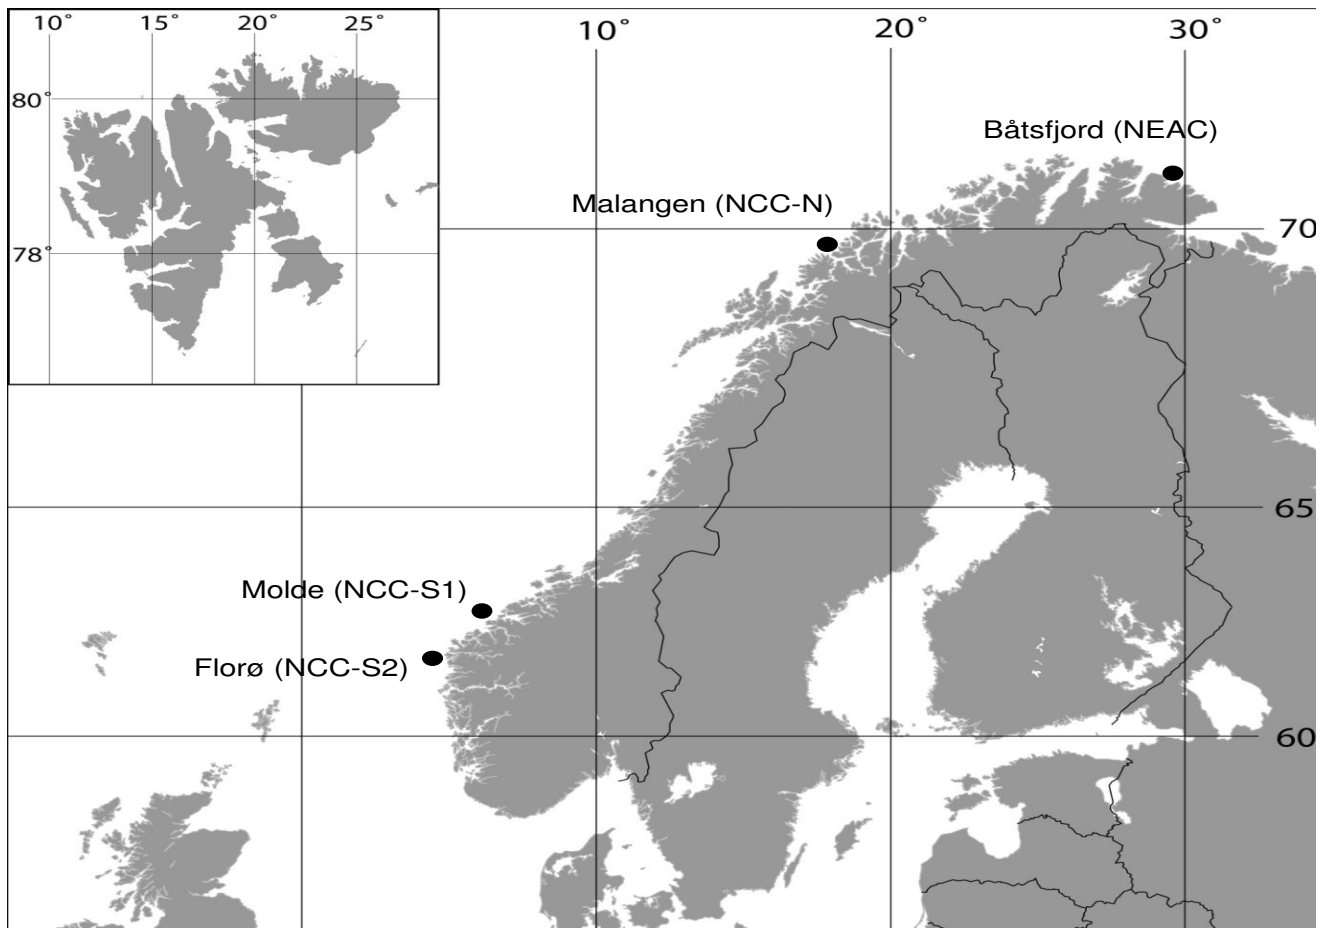 10° 15° 20° 25°
80°
78°
10° 20° 30°
Båtsfjord (NEAC)
Malangen (NCC-N)
70
65
Molde (NCC-S1)
Florø (NCC-S2)
60